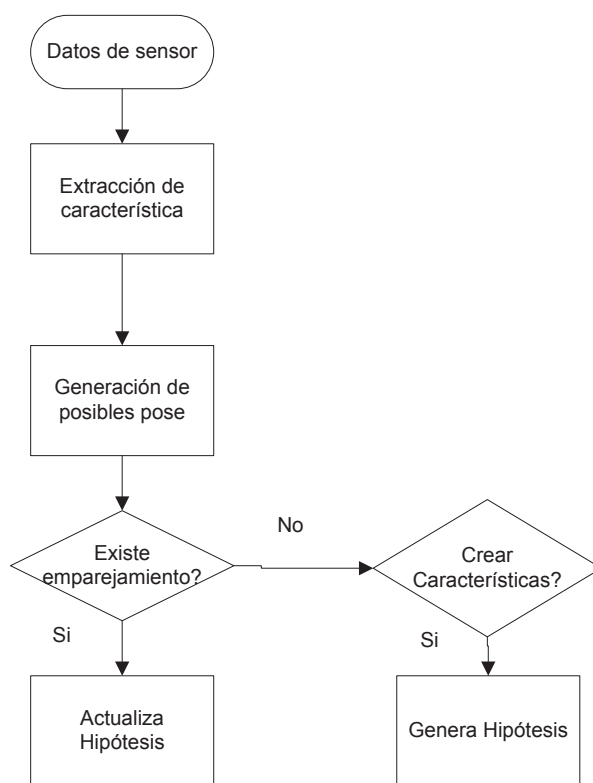 Datos de sensor
Extracción de
característica
Generación de
posibles pose
No
Existe
emparejamiento?
Crear
Características?
Si
Si
Actualiza
Hipótesis
Genera Hipótesis